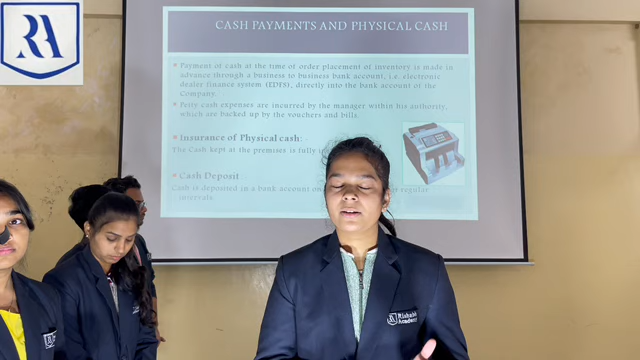 RA
CASH PAYMENTS AND PHYSICAL CASH
Payment of cash at the time of order placement of inventory is made in
advance through a business to business bank account, i.e. electronic
dealer finance system (EDFS), directly into the bank account of the
Company.
Petty cash expenses are incurred by the manager within his authority,
which are backed up by the vouchers and bills.
Insurance of Physical cash:
The Cash kept at the premises is fully
Cash Deposit
Cash is deposited in a bank account on regular
intervals.
Rishabh
Academy